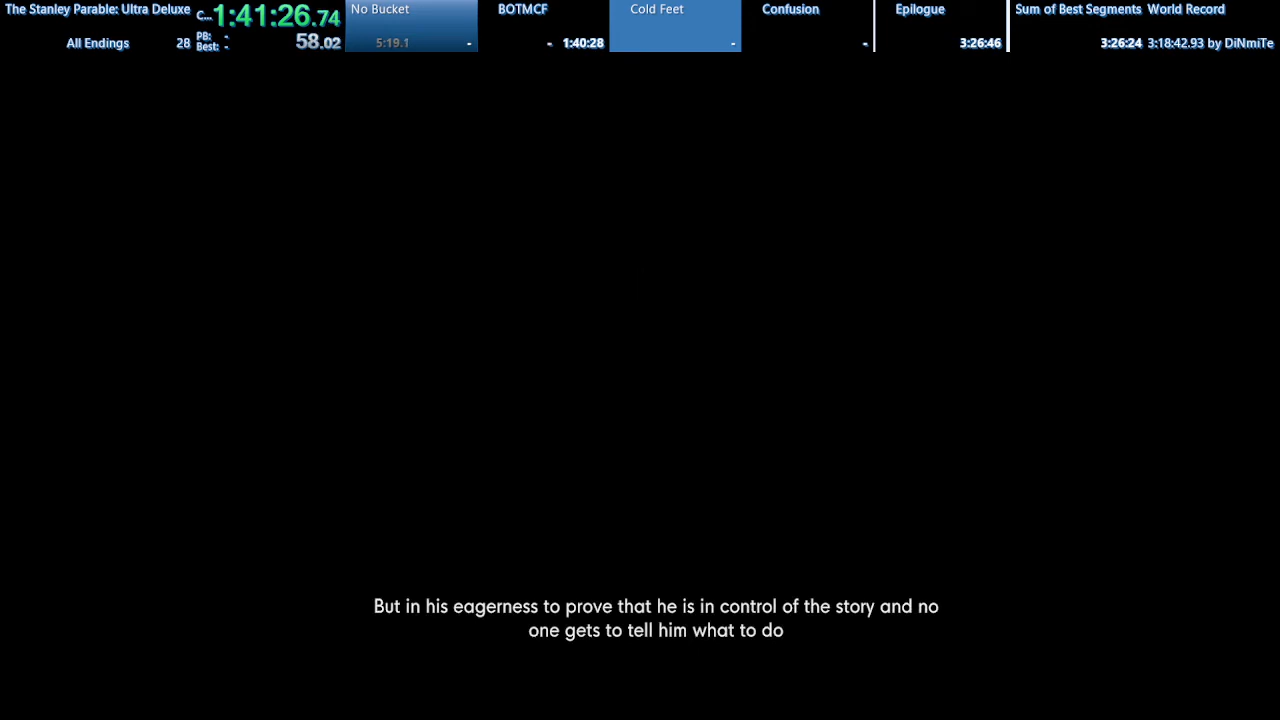 The Stanley Parable: Ultra Deluxe
All Endings 28
C... 1:41:26.74
PB: -
Best: -
58.02
No Bucket
5:19.1 -
BOTMCF
- 1:40:28
Cold Feet
-
Confusion
-
Epilogue
3:26:46
Sum of Best Segments
3:26:24
World Record
3:18:42.93 by DiNmiTe
But in his eagerness to prove that he is in control of the story and no
one gets to tell him what to do